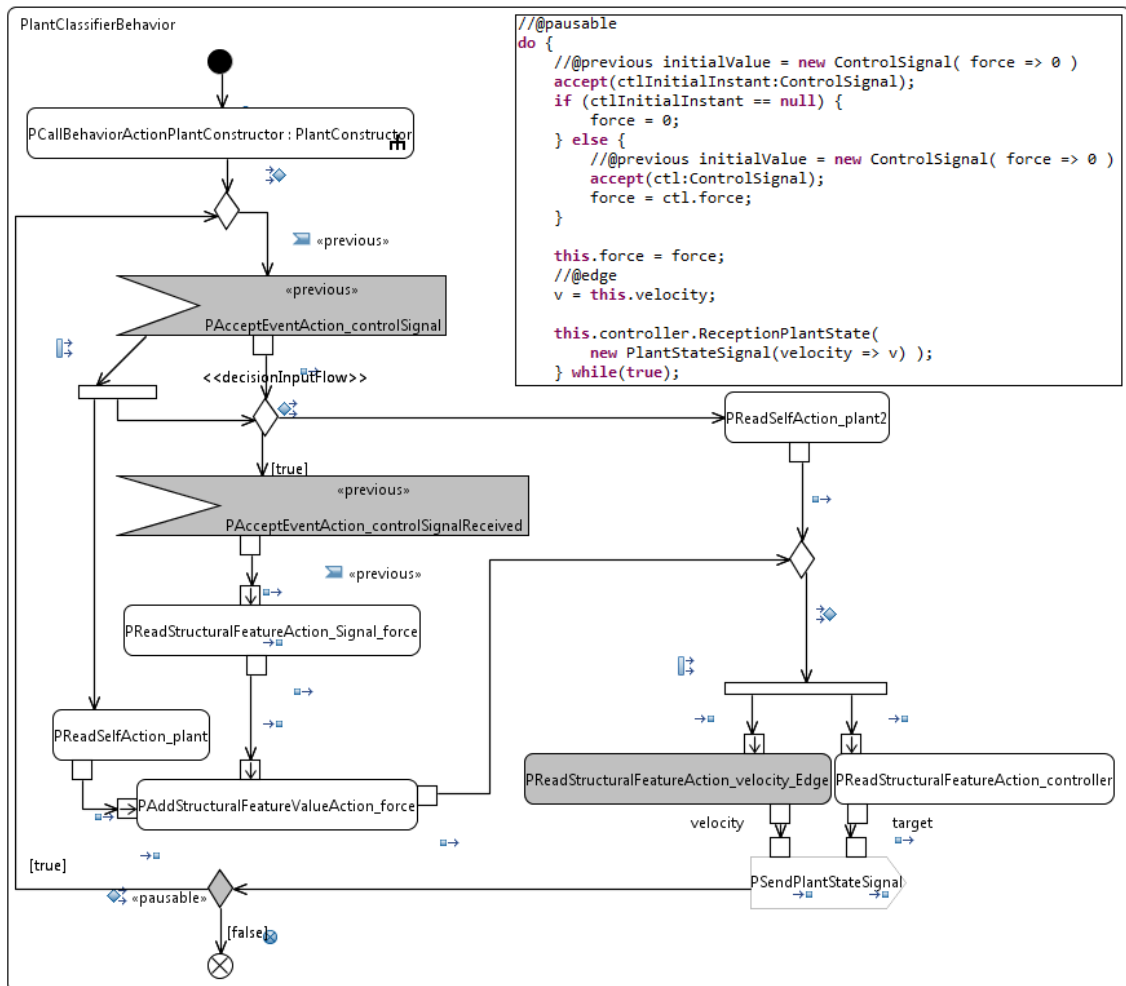 PlantClassifierBehavior
//@pausable
do {
//@previous initialValue = new ControlSignal( force => 0 )
accept(ctlInitialInstant:ControlSignal);
if (ctlInitialInstant == null) {
force = 0;
} else {
//@previous initialValue = new ControlSignal( force => 0 )
accept(ctl:ControlSignal);
force = ctl.force;
}
this.force = force;
//@edge
v = this.velocity;
this.controller.ReceptionPlantState(
new PlantStateSignal(velocity => v) );
} while(true);
PCallBehaviorActionPlantConstructor : PlantConstructor
«previous»
«previous»
PAcceptEventAction_controlSignal
<<decisionInputFlow>>
PReadSelfAction_plant2
[true]
«previous»
PAcceptEventAction_controlSignalReceived
«previous»
PReadStructuralFeatureAction_Signal_force
PReadSelfAction_plant
PAddStructuralFeatureValueAction_force
PReadStructuralFeatureAction_velocity_Edge
PReadStructuralFeatureAction_controller
velocity
target
[true]
«pausable»
PSendPlantStateSignal
[false]